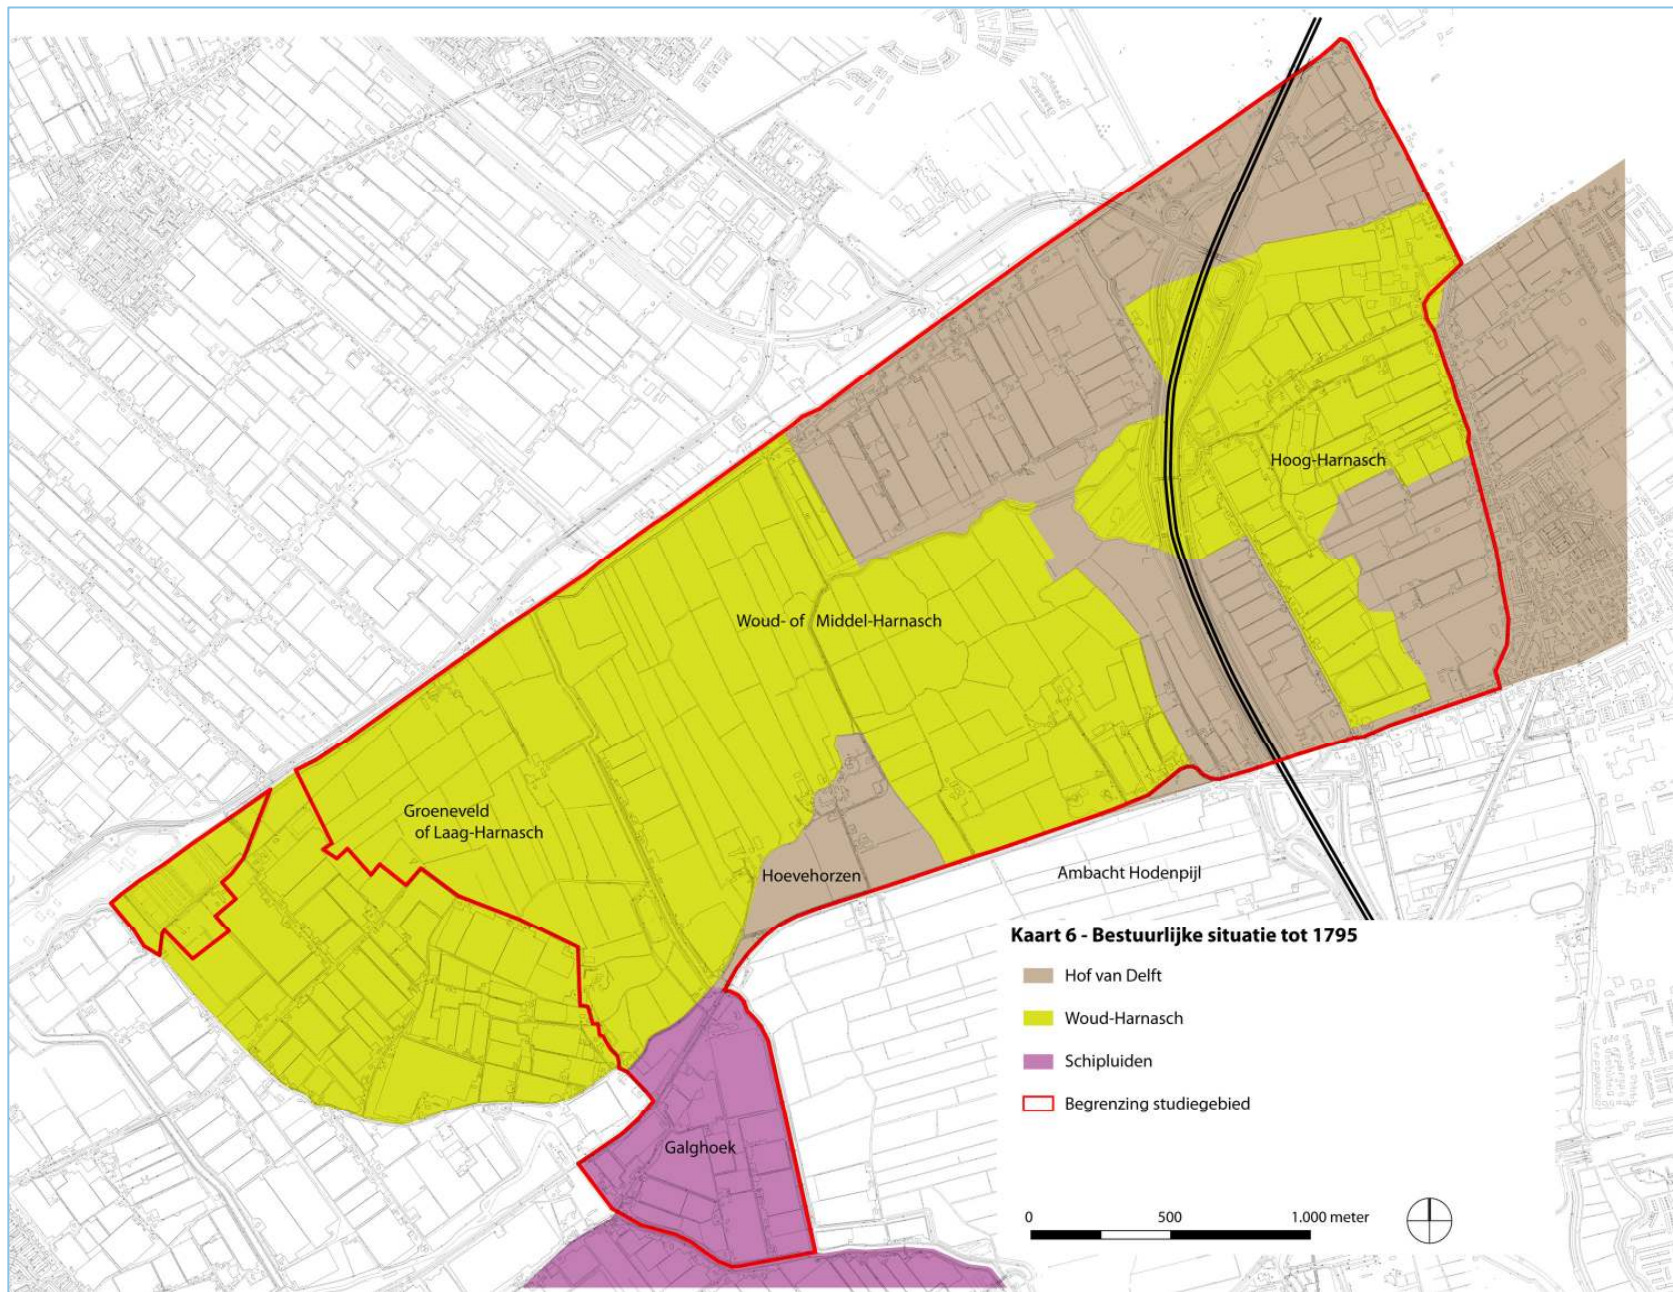 Hoog-Harnasch
Woud- of Middel-Harnasch
Groeneveld
of Laag-Harnasch
Hoevehorzen
Ambacht Hodenpijl
Galghoek
Kaart 6 - Bestuurlijke situatie tot 1795
Hof van Delft
Woud-Harnasch
Schipluiden
Begrenzing studiegebied
0 500 1.000 meter